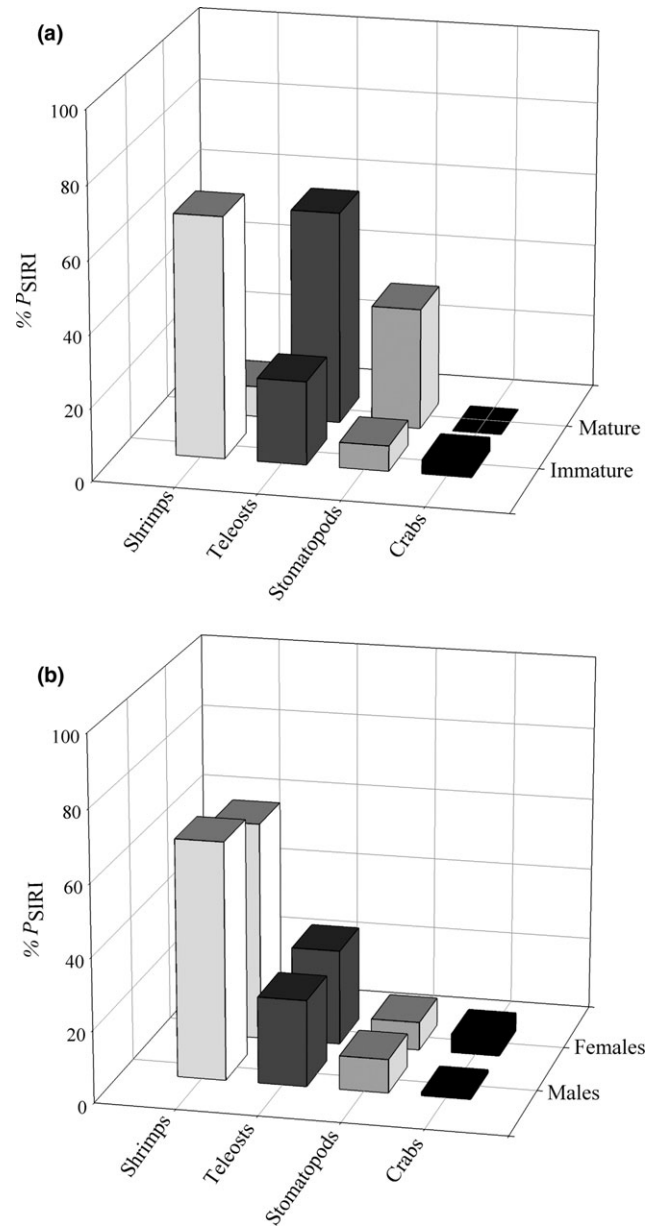 (a)
100
80
60
40
20
0
% PSIRI
Shrimps
Teleosts
Stomatopods
Crabs
Mature
Immature
(b)
100
80
60
40
20
0
% PSIRI
Shrimps
Teleosts
Stomatopods
Crabs
Females
Males